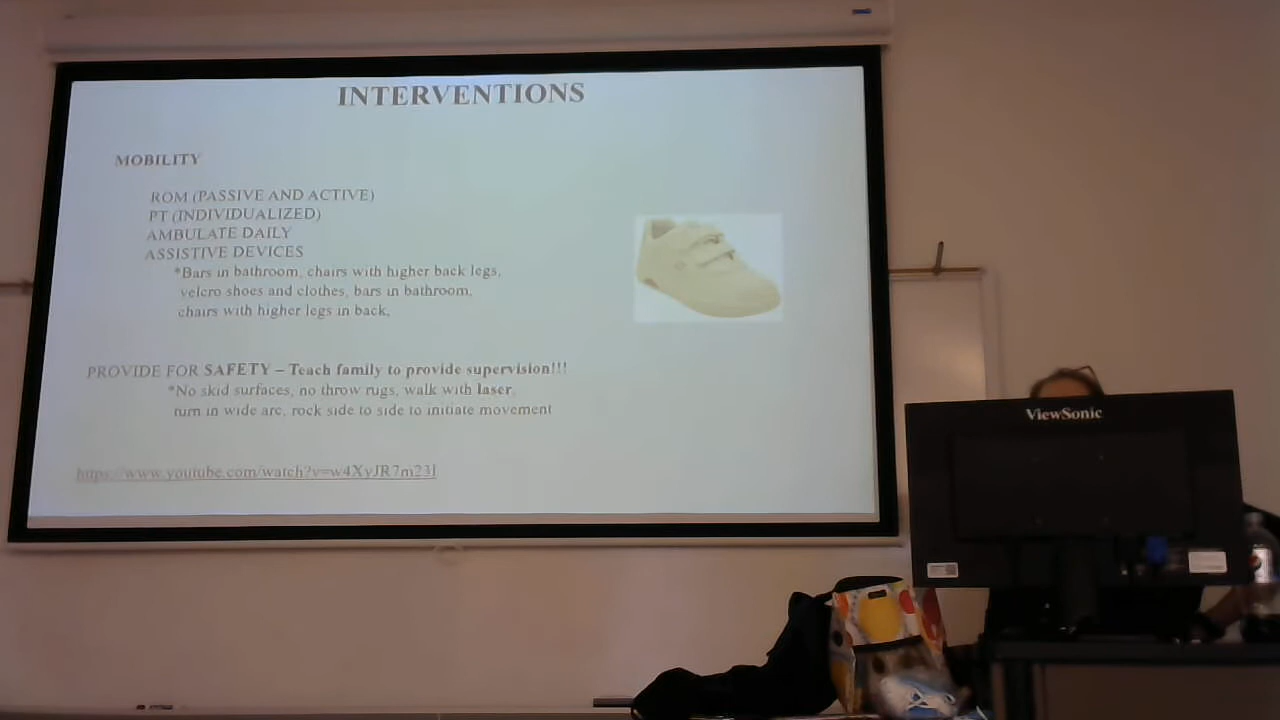 INTERVENTIONS
MOBILITY
ROM (PASSIVE AND ACTIVE)
PT (INDIVIDUALIZED)
AMBULATE DAILY
ASSISTIVE DEVICES
*Bars in bathroom, chairs with higher back legs,
velcro shoes and clothes, bars in bathroom,
chairs with higher legs in back,
PROVIDE FOR SAFETY – Teach family to provide supervision!!!
*No skid surfaces, no throw rugs, walk with laser,
turn in wide arc, rock side to side to initiate movement
https://www.youtube.com/watch?v=w4XyJR7m23I
ViewSonic